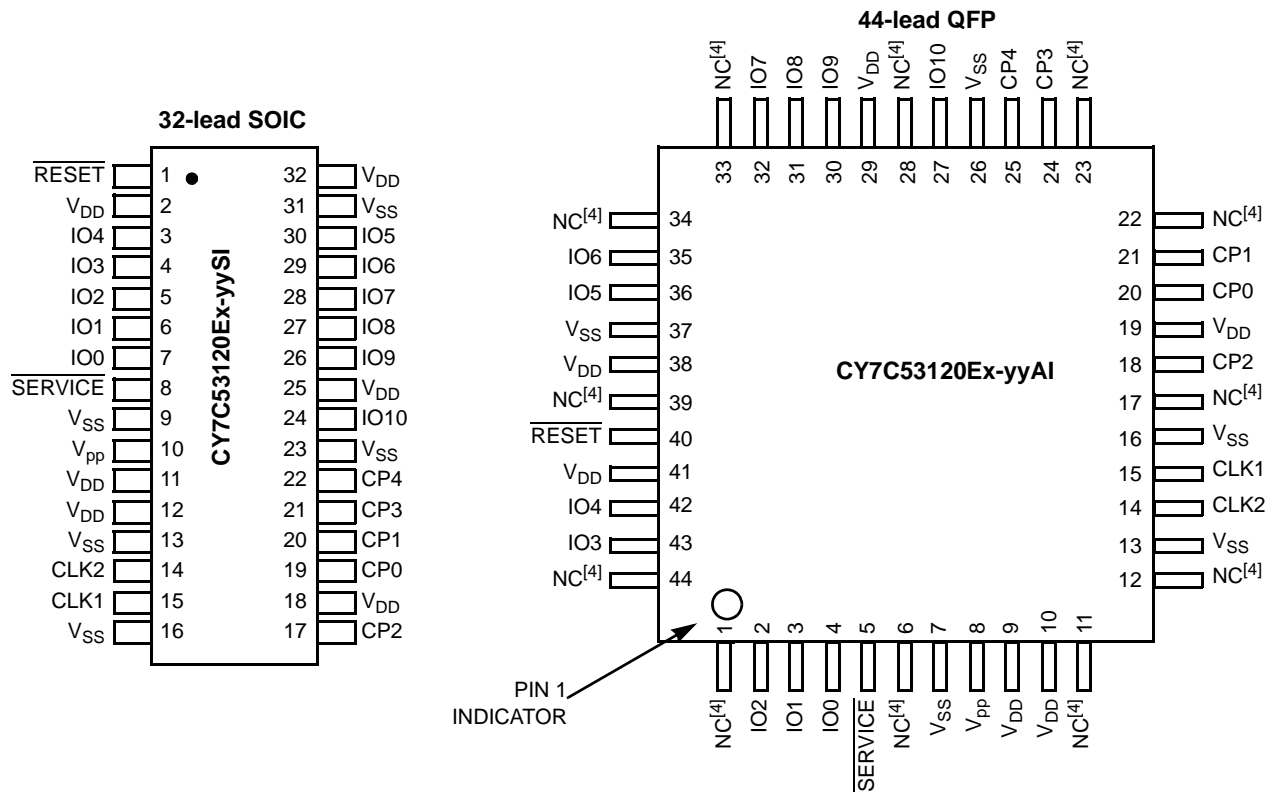 44-lead QFP
NC[4] IO7 IO8 IO9 VDD NC[4] IO10 VSS CP4 CP3 NC[4]
33 32 31 30 29 28 27 26 25 24 23
32-lead SOIC
RESET 1 32 VDD
VDD 2 31 VSS
IO4 3 30 IO5
IO3 4 29 IO6
IO2 5 28 IO7
IO1 6 27 IO8
IO0 7 26 IO9
SERVICE 8 25 VDD
VSS 9 24 IO10
Vpp 10 23 VSS
VDD 11 22 CP4
VDD 12 21 CP3
VSS 13 20 CP1
CLK2 14 19 CP0
CLK1 15 18 VDD
VSS 16 17 CP2
CY7C53120Ex-yySI
NC[4] 34 22 NC[4]
IO6 35 21 CP1
IO5 36 20 CP0
VSS 37 19 VDD
VDD 38 18 CP2
CY7C53120Ex-yyAI
NC[4] 39 17 NC[4]
RESET 40 16 VSS
VDD 41 15 CLK1
IO4 42 14 CLK2
IO3 43 13 VSS
NC[4] 44 12 NC[4]
1 2 3 4 5 6 7 8 9 10 11
NC[4] IO2 IO1 IO0 SERVICE NC[4] VSS Vpp VDD VDD NC[4]
PIN 1
INDICATOR